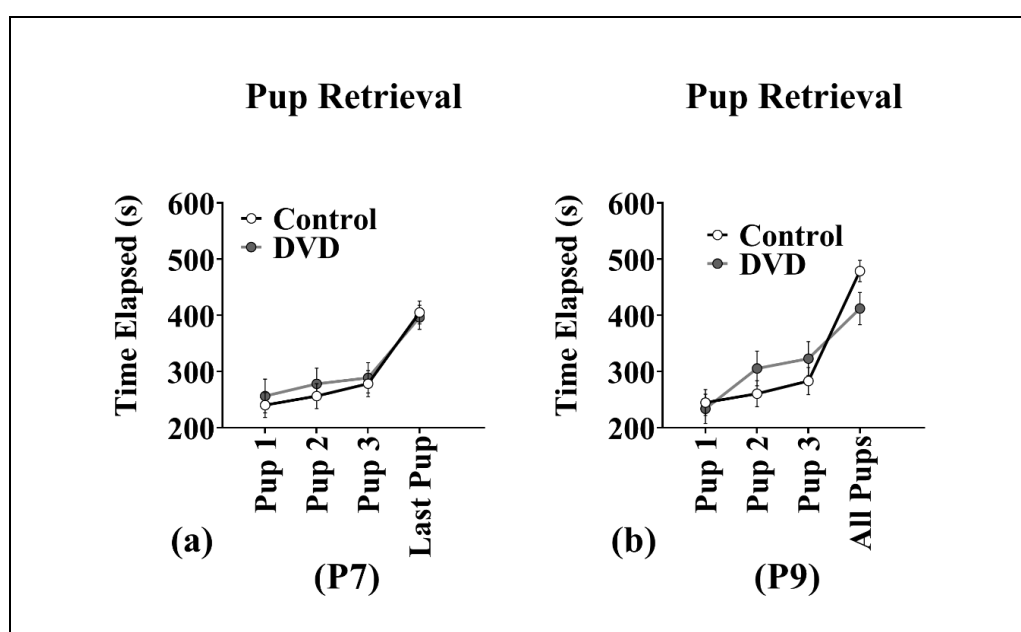 Pup Retrieval
Time Elapsed (s)
600
500
400
300
200
Control
DVD
Pup 1
Pup 2
Pup 3
Last Pup
(a)
(P7)
Pup Retrieval
Time Elapsed (s)
600
500
400
300
200
Control
DVD
Pup 1
Pup 2
Pup 3
All Pups
(b)
(P9)